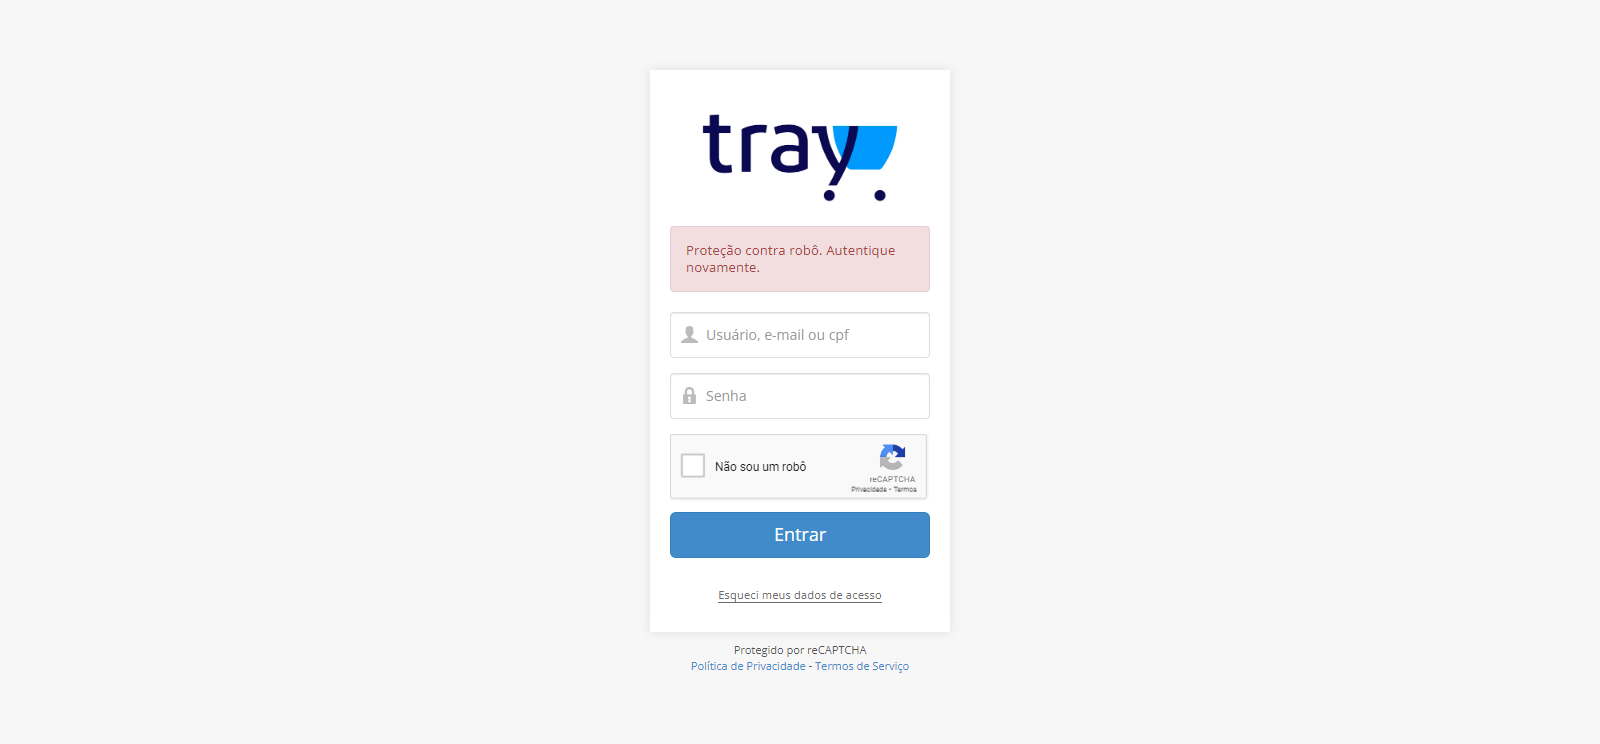 tray
Proteção contra robô. Autentique
novamente.
Usuário, e-mail ou cpf
Senha
Não sou um robô
reCAPTCHA
Privacidade - Termos
Entrar
Esqueci meus dados de acesso
Protegido por reCAPTCHA
Política de Privacidade - Termos de Serviço